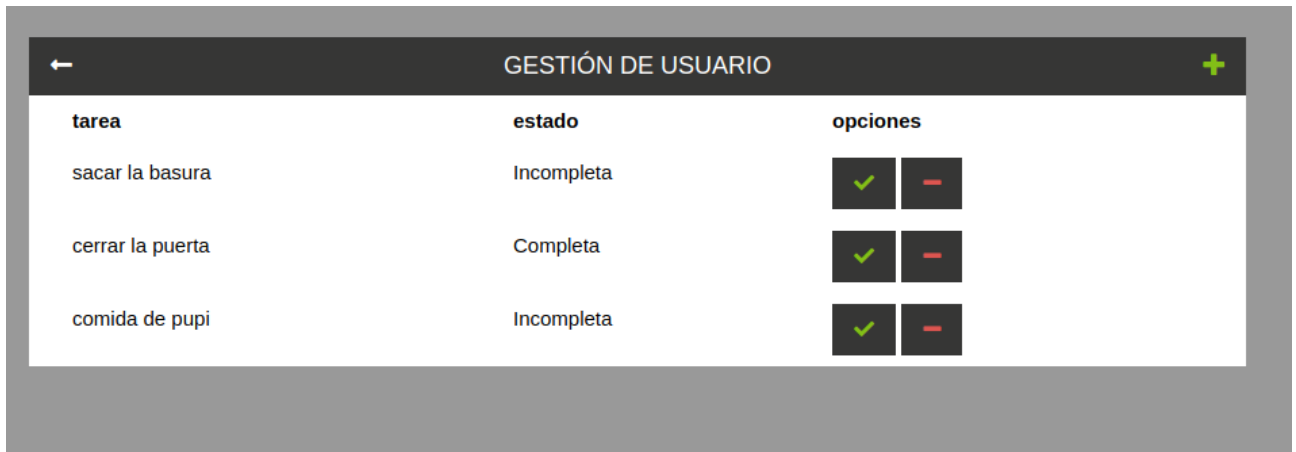 GESTIÓN DE USUARIO
tarea estado opciones
sacar la basura Incompleta
cerrar la puerta Completa
comida de pupi Incompleta